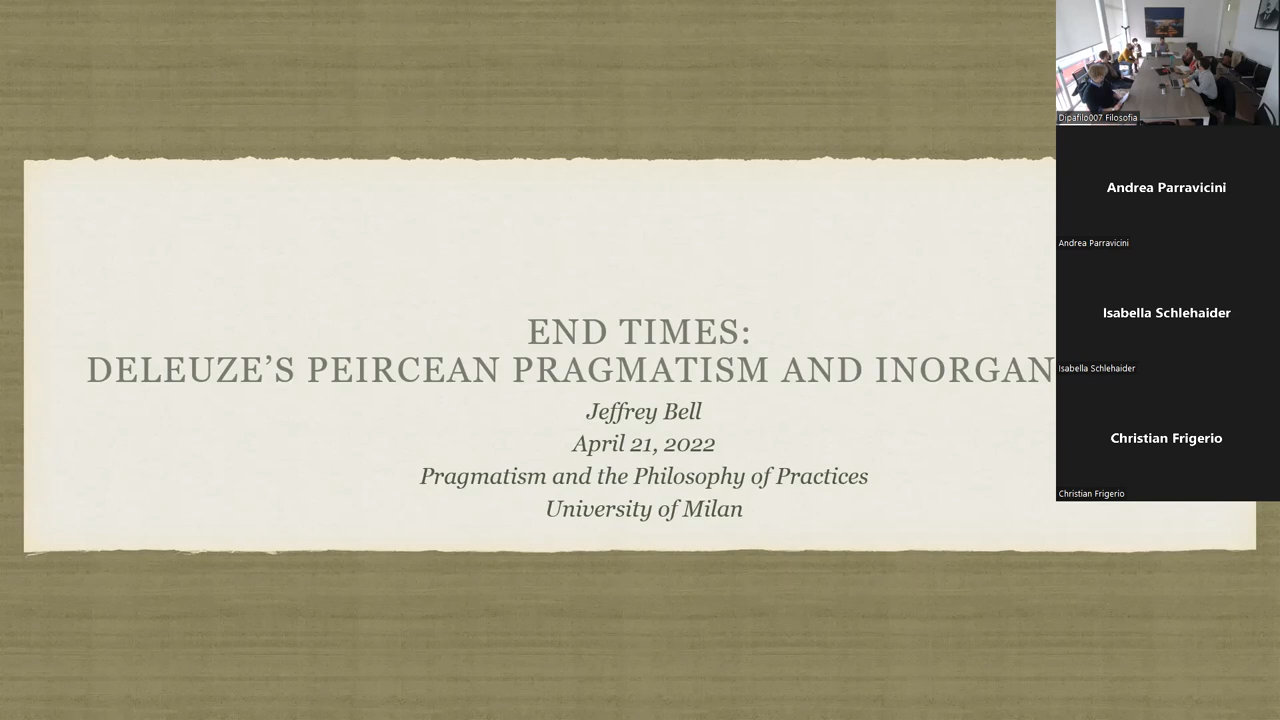 END TIMES:
DELEUZE’S PEIRCEAN PRAGMATISM AND INORGAN
Jeffrey Bell
April 21, 2022
Pragmatism and the Philosophy of Practices
University of Milan
Dipafilo007 Filosofia
Andrea Parravicini
Andrea Parravicini
Isabella Schlehaider
Isabella Schlehaider
Christian Frigerio
Christian Frigerio